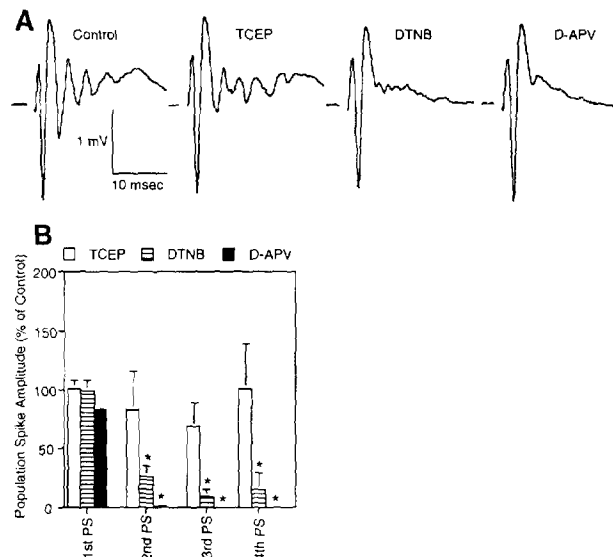 A
Control
TCEP
DTNB
D-APV
1 mV
10 msec
B
TCEP DTNB D-APV
Population Spike Amplitude (% of Control)
200
150
100
50
0
* * * * * *
1st PS
2nd PS
3rd PS
4th PS